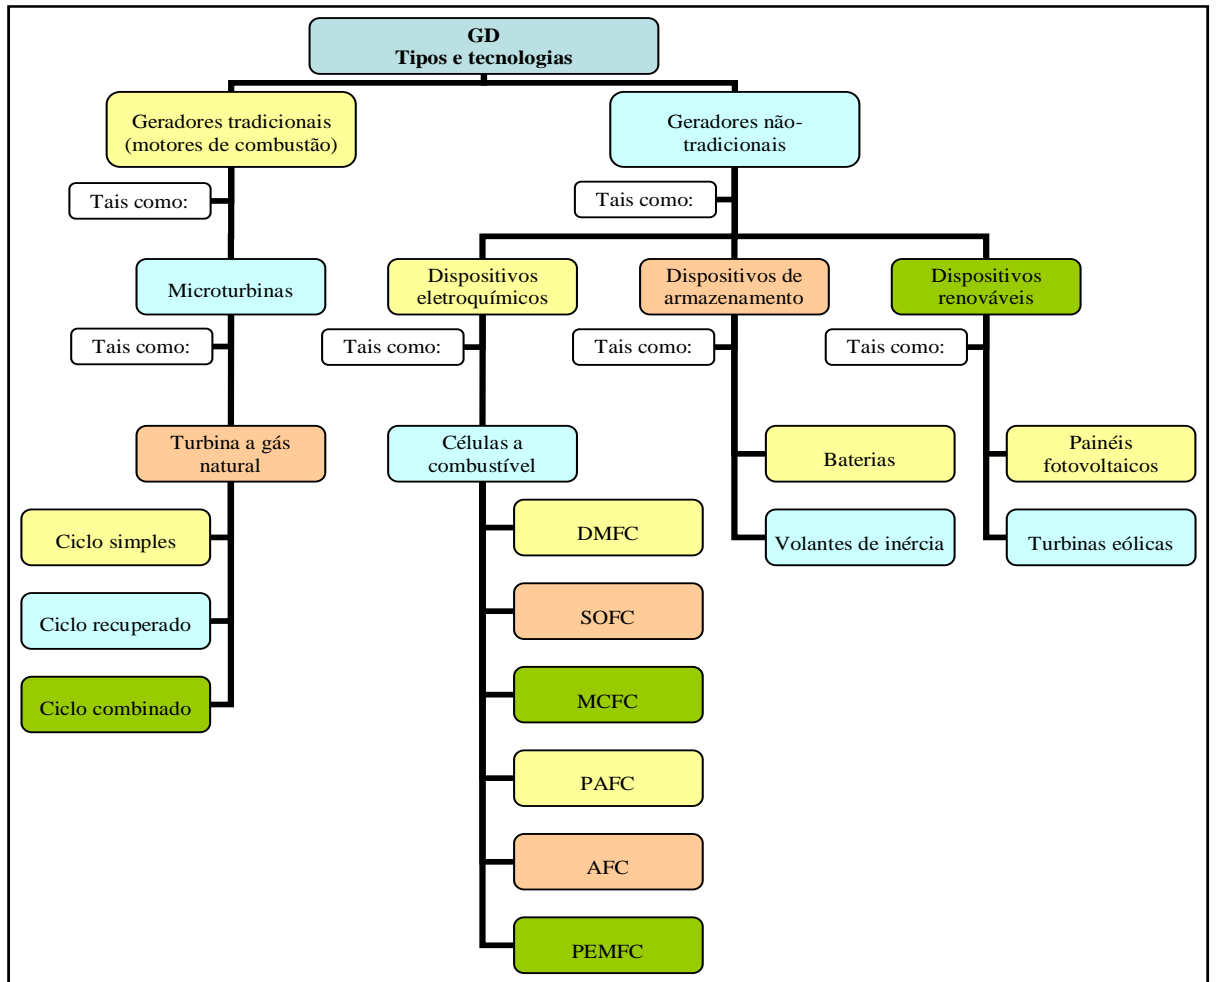 GD
Tipos e tecnologias
Geradores tradicionais
(motores de combustão)
Geradores não-
tradicionais
Tais como:
Tais como:
Microturbinas
Dispositivos
eletroquímicos
Dispositivos de
armazenamento
Dispositivos
renováveis
Tais como:
Tais como:
Tais como:
Tais como:
Turbina a gás
natural
Células a
combustível
Baterias
Painéis
fotovoltaicos
Ciclo simples
DMFC
Volantes de inércia
Turbinas eólicas
Ciclo recuperado
SOFC
Ciclo combinado
MCFC
PAFC
AFC
PEMFC